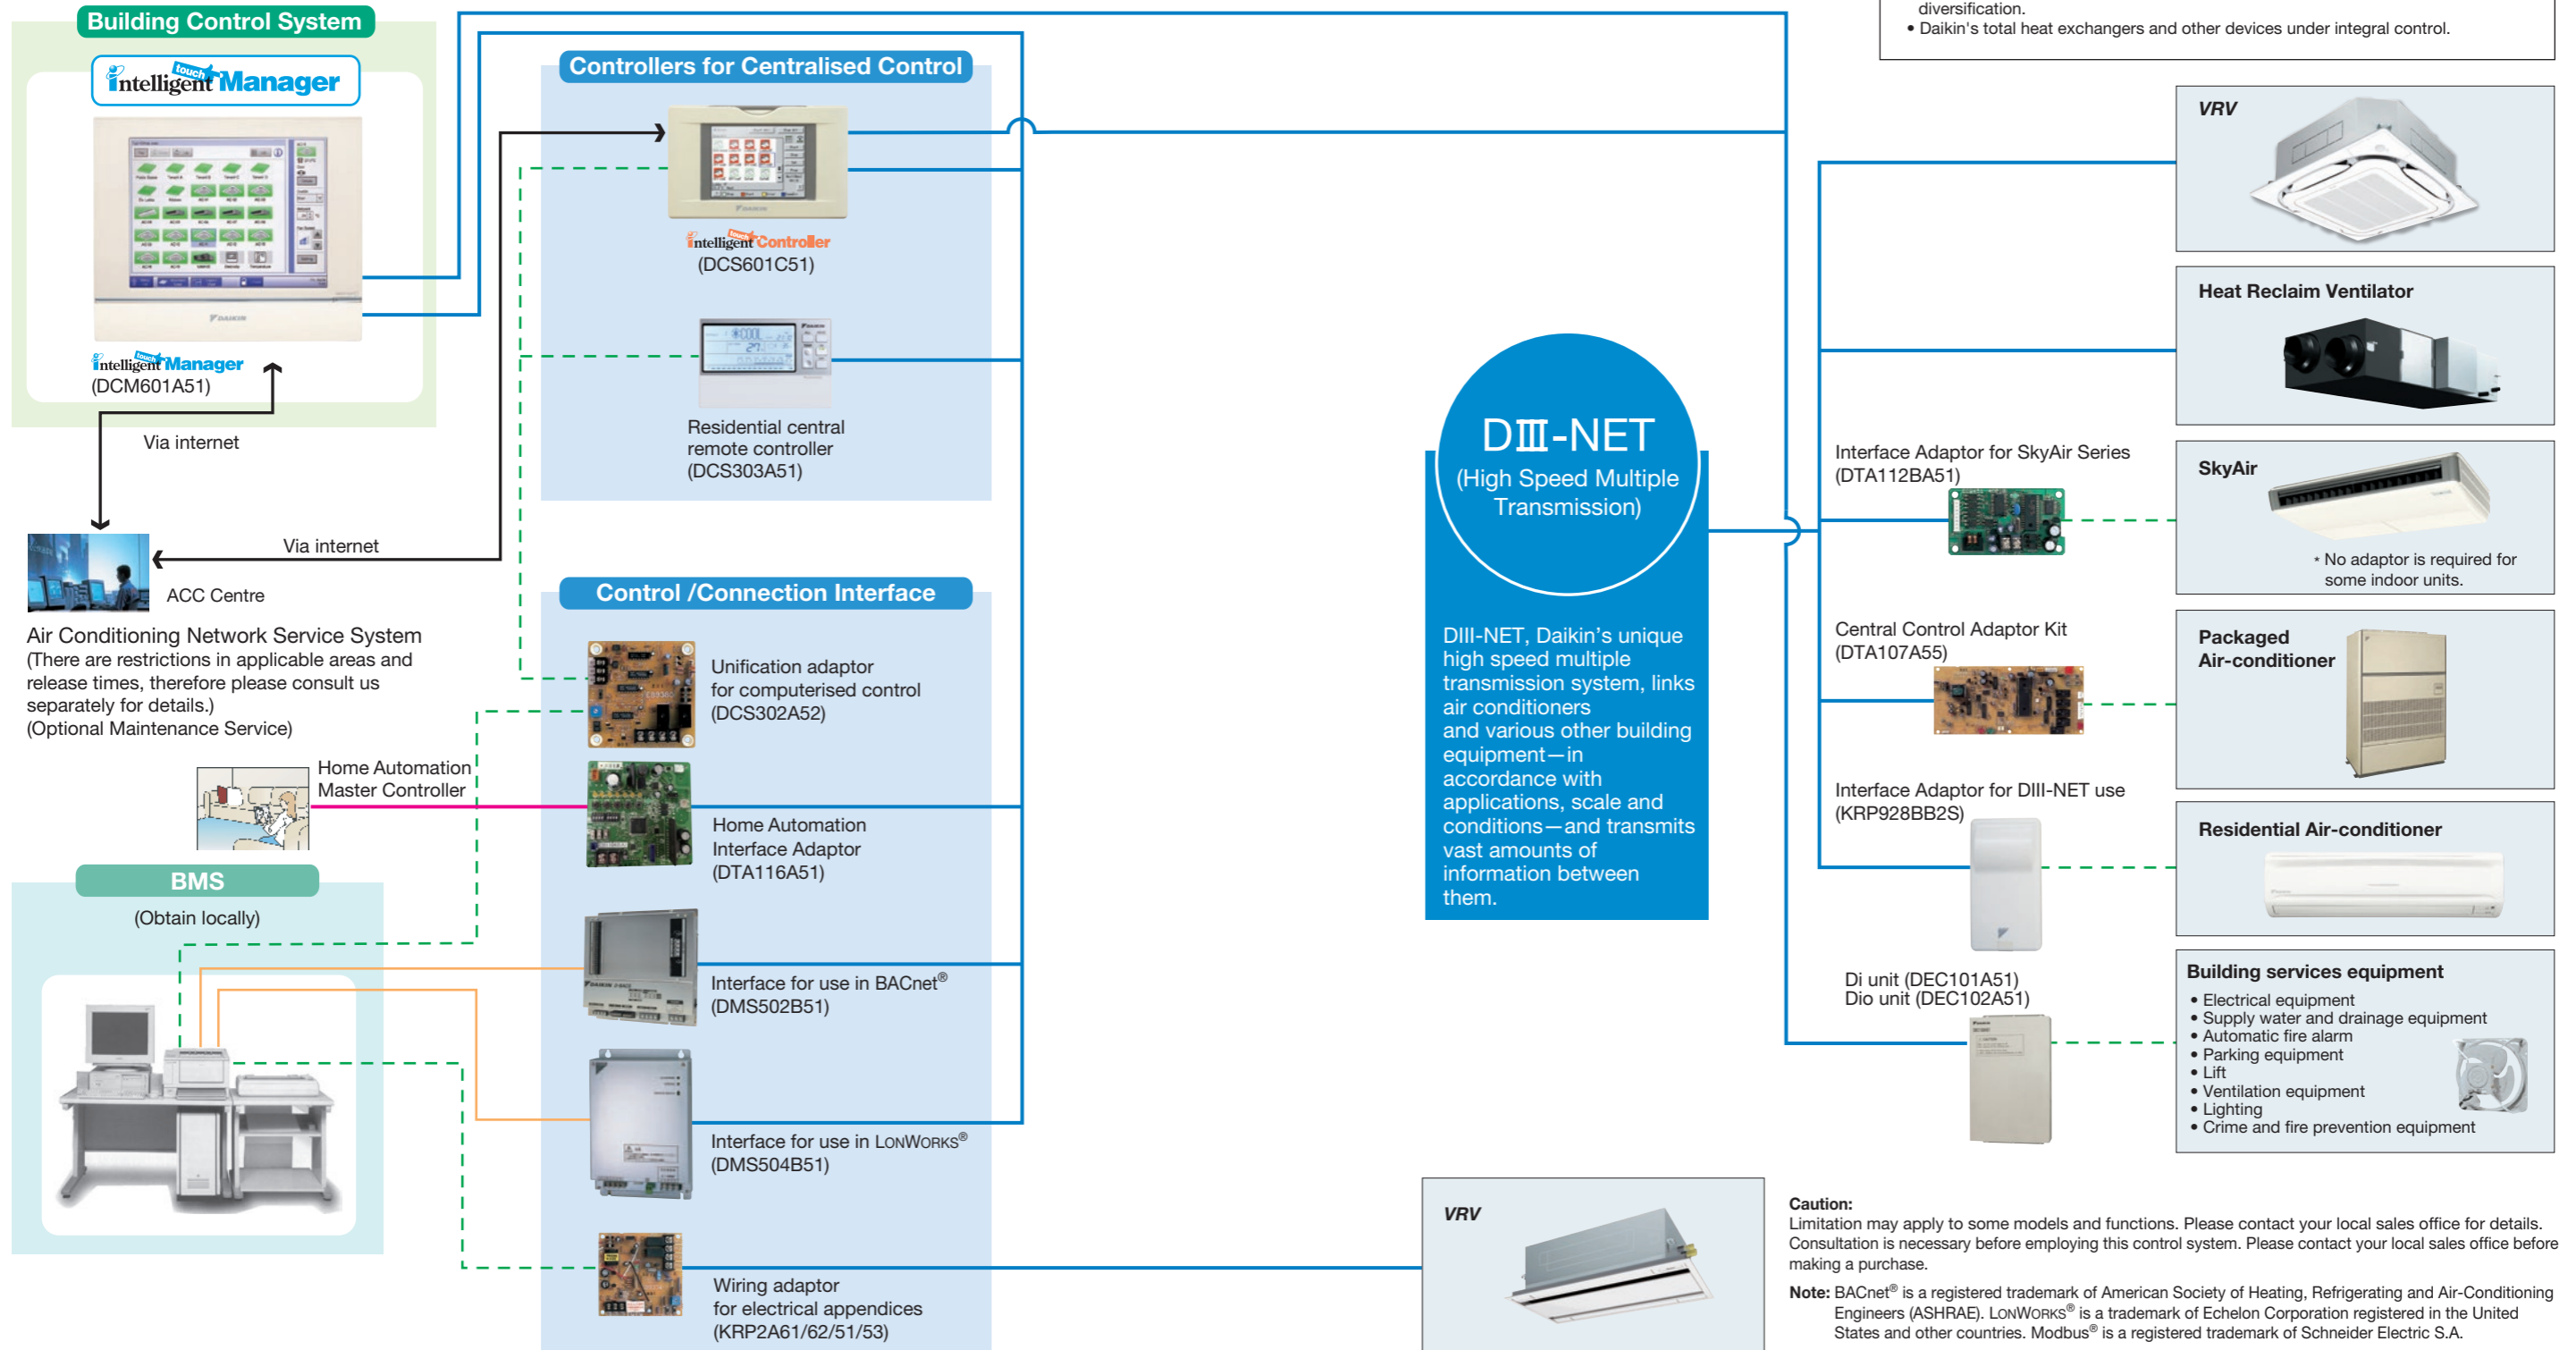 Building Control System
intelligent touch Manager
DAIKIN
intelligent touch Manager
(DCM601A51)
Via internet
Via internet
ACC Centre
Air Conditioning Network Service System
(There are restrictions in applicable areas and
release times, therefore please consult us
separately for details.)
(Optional Maintenance Service)
Home Automation
Master Controller
BMS
(Obtain locally)
Controllers for Centralised Control
DAIKIN
intelligent touch Controller
(DCS601C51)
DAIKIN
COOL
27
Residential central
remote controller
(DCS303A51)
Control /Connection Interface
Unification adaptor
for computerised control
(DCS302A52)
Home Automation
Interface Adaptor
(DTA116A51)
DAIKIN
Interface for use in BACnet®
(DMS502B51)
Interface for use in LONWORKS®
(DMS504B51)
Wiring adaptor
for electrical appendices
(KRP2A61/62/51/53)
DIII-NET
(High Speed Multiple
Transmission)
DIII-NET, Daikin’s unique
high speed multiple
transmission system, links
air conditioners
and various other building
equipment—in
accordance with
applications, scale and
conditions—and transmits
vast amounts of
information between
them.
diversification.
• Daikin's total heat exchangers and other devices under integral control.
VRV
Heat Reclaim Ventilator
Interface Adaptor for SkyAir Series
(DTA112BA51)
SkyAir
* No adaptor is required for
some indoor units.
Central Control Adaptor Kit
(DTA107A55)
Packaged
Air-conditioner
Interface Adaptor for DIII-NET use
(KRP928BB2S)
Residential Air-conditioner
Di unit (DEC101A51)
Dio unit (DEC102A51)
Building services equipment
• Electrical equipment
• Supply water and drainage equipment
• Automatic fire alarm
• Parking equipment
• Lift
• Ventilation equipment
• Lighting
• Crime and fire prevention equipment
VRV
Caution:
Limitation may apply to some models and functions. Please contact your local sales office for details.
Consultation is necessary before employing this control system. Please contact your local sales office before
making a purchase.
Note: BACnet® is a registered trademark of American Society of Heating, Refrigerating and Air-Conditioning
Engineers (ASHRAE). LONWORKS® is a trademark of Echelon Corporation registered in the United
States and other countries. Modbus® is a registered trademark of Schneider Electric S.A.